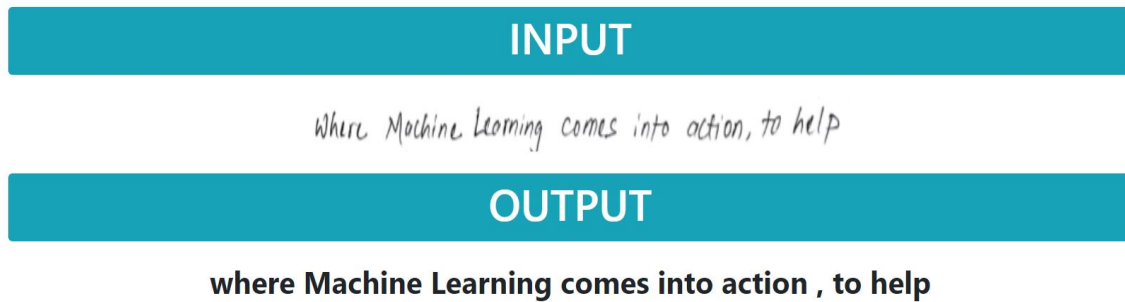 INPUT
Where Machine Learning comes into action, to help
OUTPUT
where Machine Learning comes into action , to help